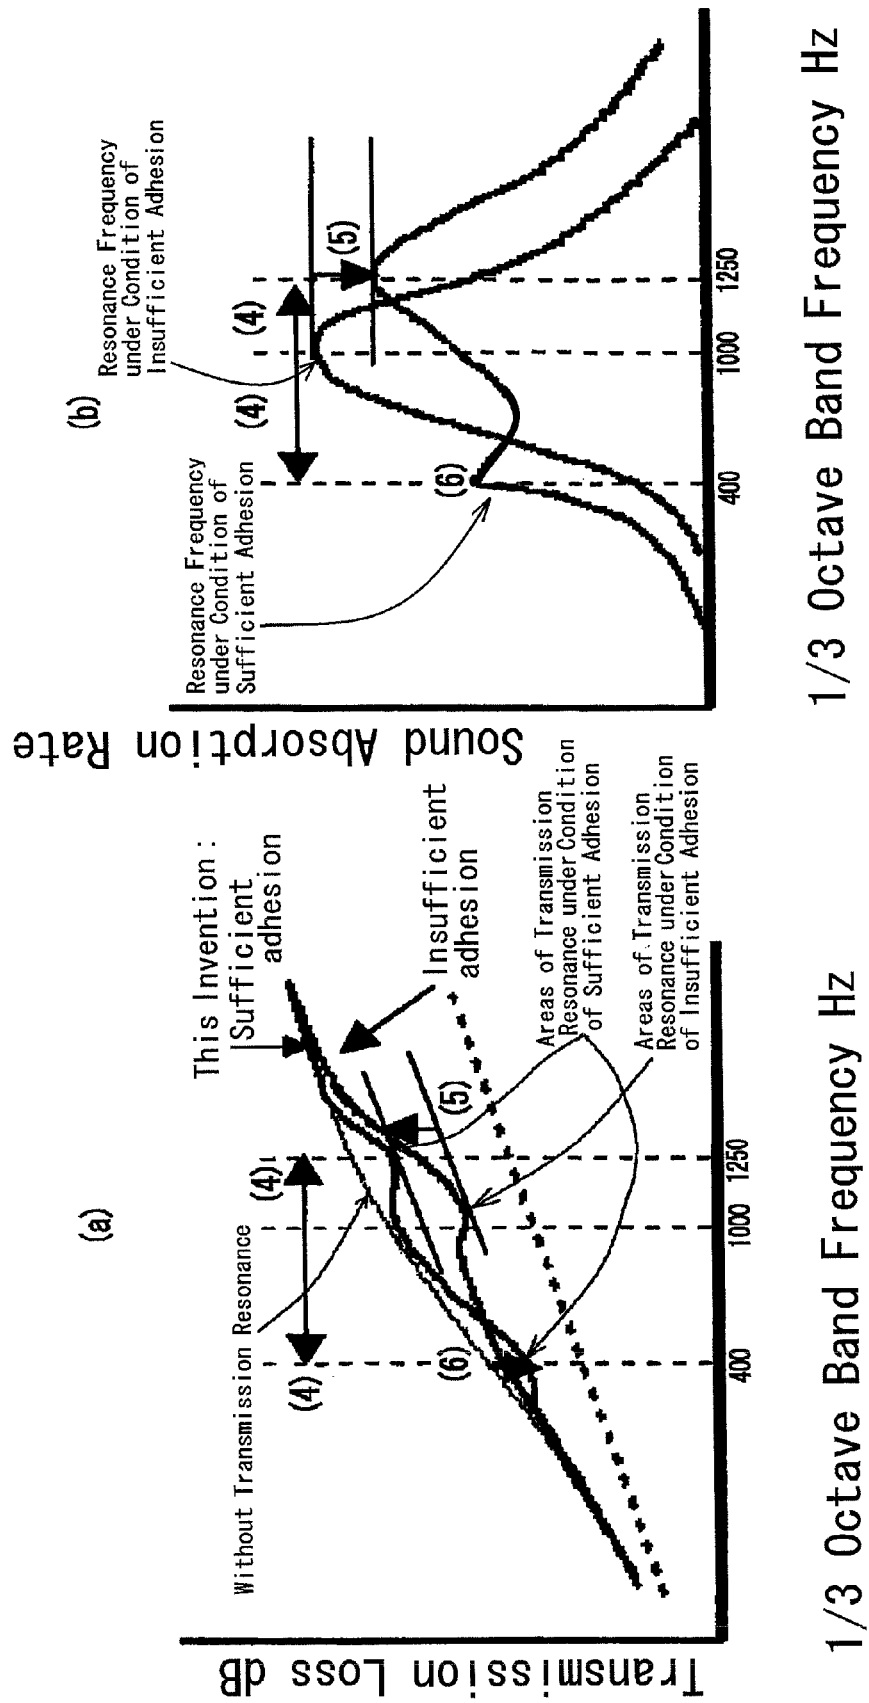 (a)
Transmission Loss dB
Without Transmission Resonance
(4)
(4)
(6)
(5)
This Invention:
Sufficient
adhesion
Insufficient
adhesion
Areas of Transmission
Resonance under Condition
of Sufficient Adhesion
Areas of Transmission
Resonance under Condition
of Insufficient Adhesion
400
1000
1250
1/3 Octave Band Frequency Hz
(b)
Sound Absorption Rate
Resonance Frequency
under Condition of
Sufficient Adhesion
Resonance Frequency
under Condition of
Insufficient Adhesion
(4)
(4)
(5)
(6)
400
1000
1250
1/3 Octave Band Frequency Hz